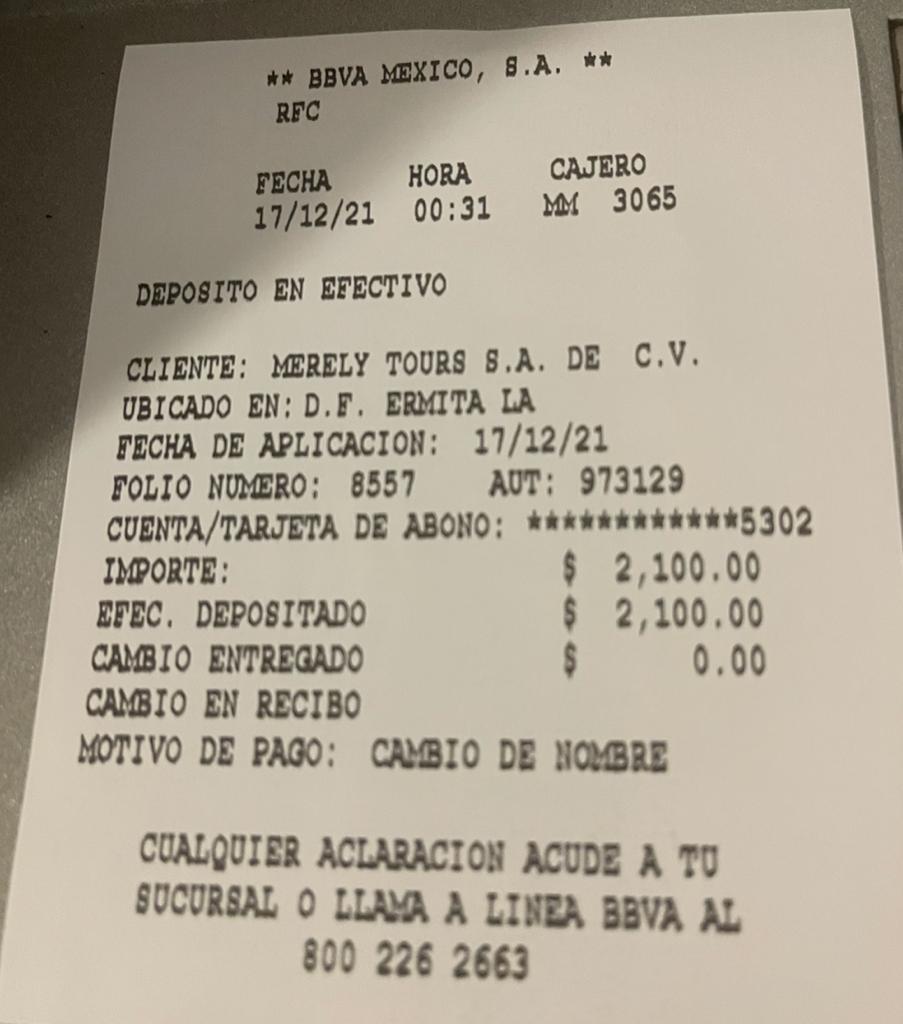 ** BBVA MEXICO, S.A. **
RFC
FECHA HORA CAJERO
17/12/21 00:31 MM 3065
DEPOSITO EN EFECTIVO
CLIENTE: MERELY TOURS S.A. DE C.V.
UBICADO EN: D.F. ERMITA LA
FECHA DE APLICACION: 17/12/21
FOLIO NUMERO: 8557 AUT: 973129
CUENTA/TARJETA DE ABONO: ************5302
IMPORTE: $ 2,100.00
EFEC. DEPOSITADO $ 2,100.00
CAMBIO ENTREGADO $ 0.00
CAMBIO EN RECIBO
MOTIVO DE PAGO: CAMBIO DE NOMBRE
CUALQUIER ACLARACION ACUDE A TU
SUCURSAL O LLAMA A LINEA BBVA AL
800 226 2663